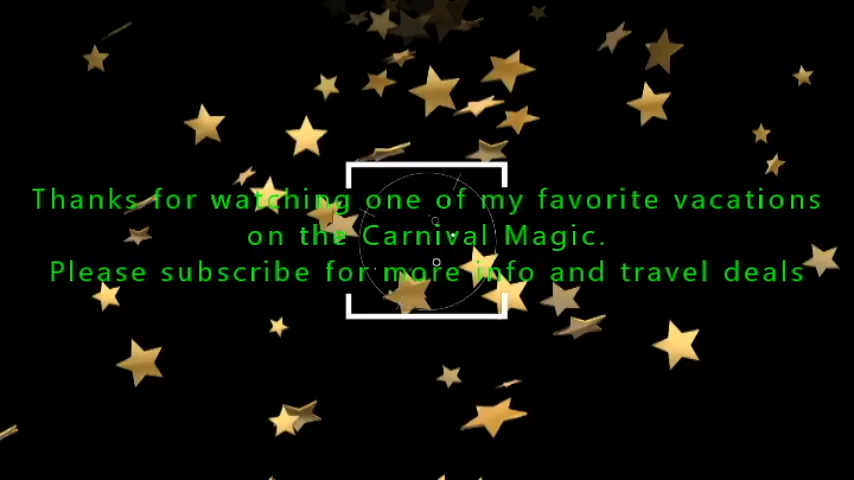 Thanks for watching one of my favorite vacations
on the Carnival Magic.
Please subscribe for more info and travel deals